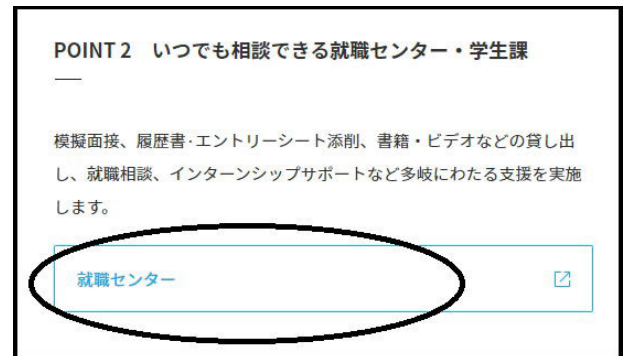 POINT 2　いつでも相談できる就職センター・学生課
模擬面接、履歴書·エントリーシート添削、書籍・ビデオなどの貸し出
し、就職相談、インターンシップサポートなど多岐にわたる支援を実施
します。
就職センター